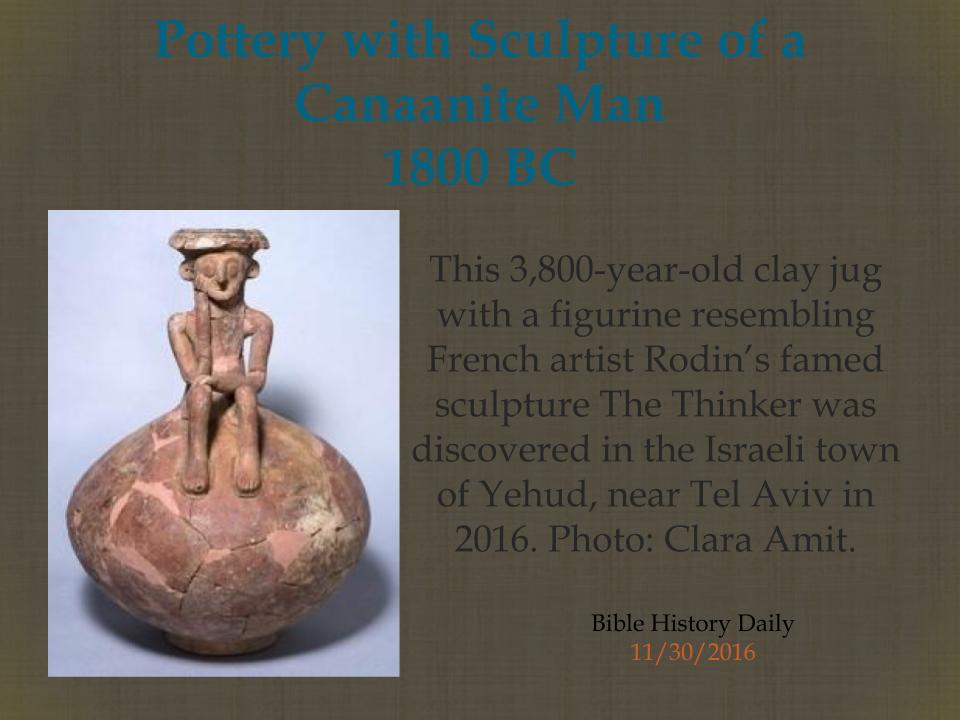 Pottery with Sculpture of a
Canaanite Man
1800 BC
This 3,800-year-old clay jug
with a figurine resembling
French artist Rodin’s famed
sculpture The Thinker was
discovered in the Israeli town
of Yehud, near Tel Aviv in
2016. Photo: Clara Amit.
Bible History Daily
11/30/2016